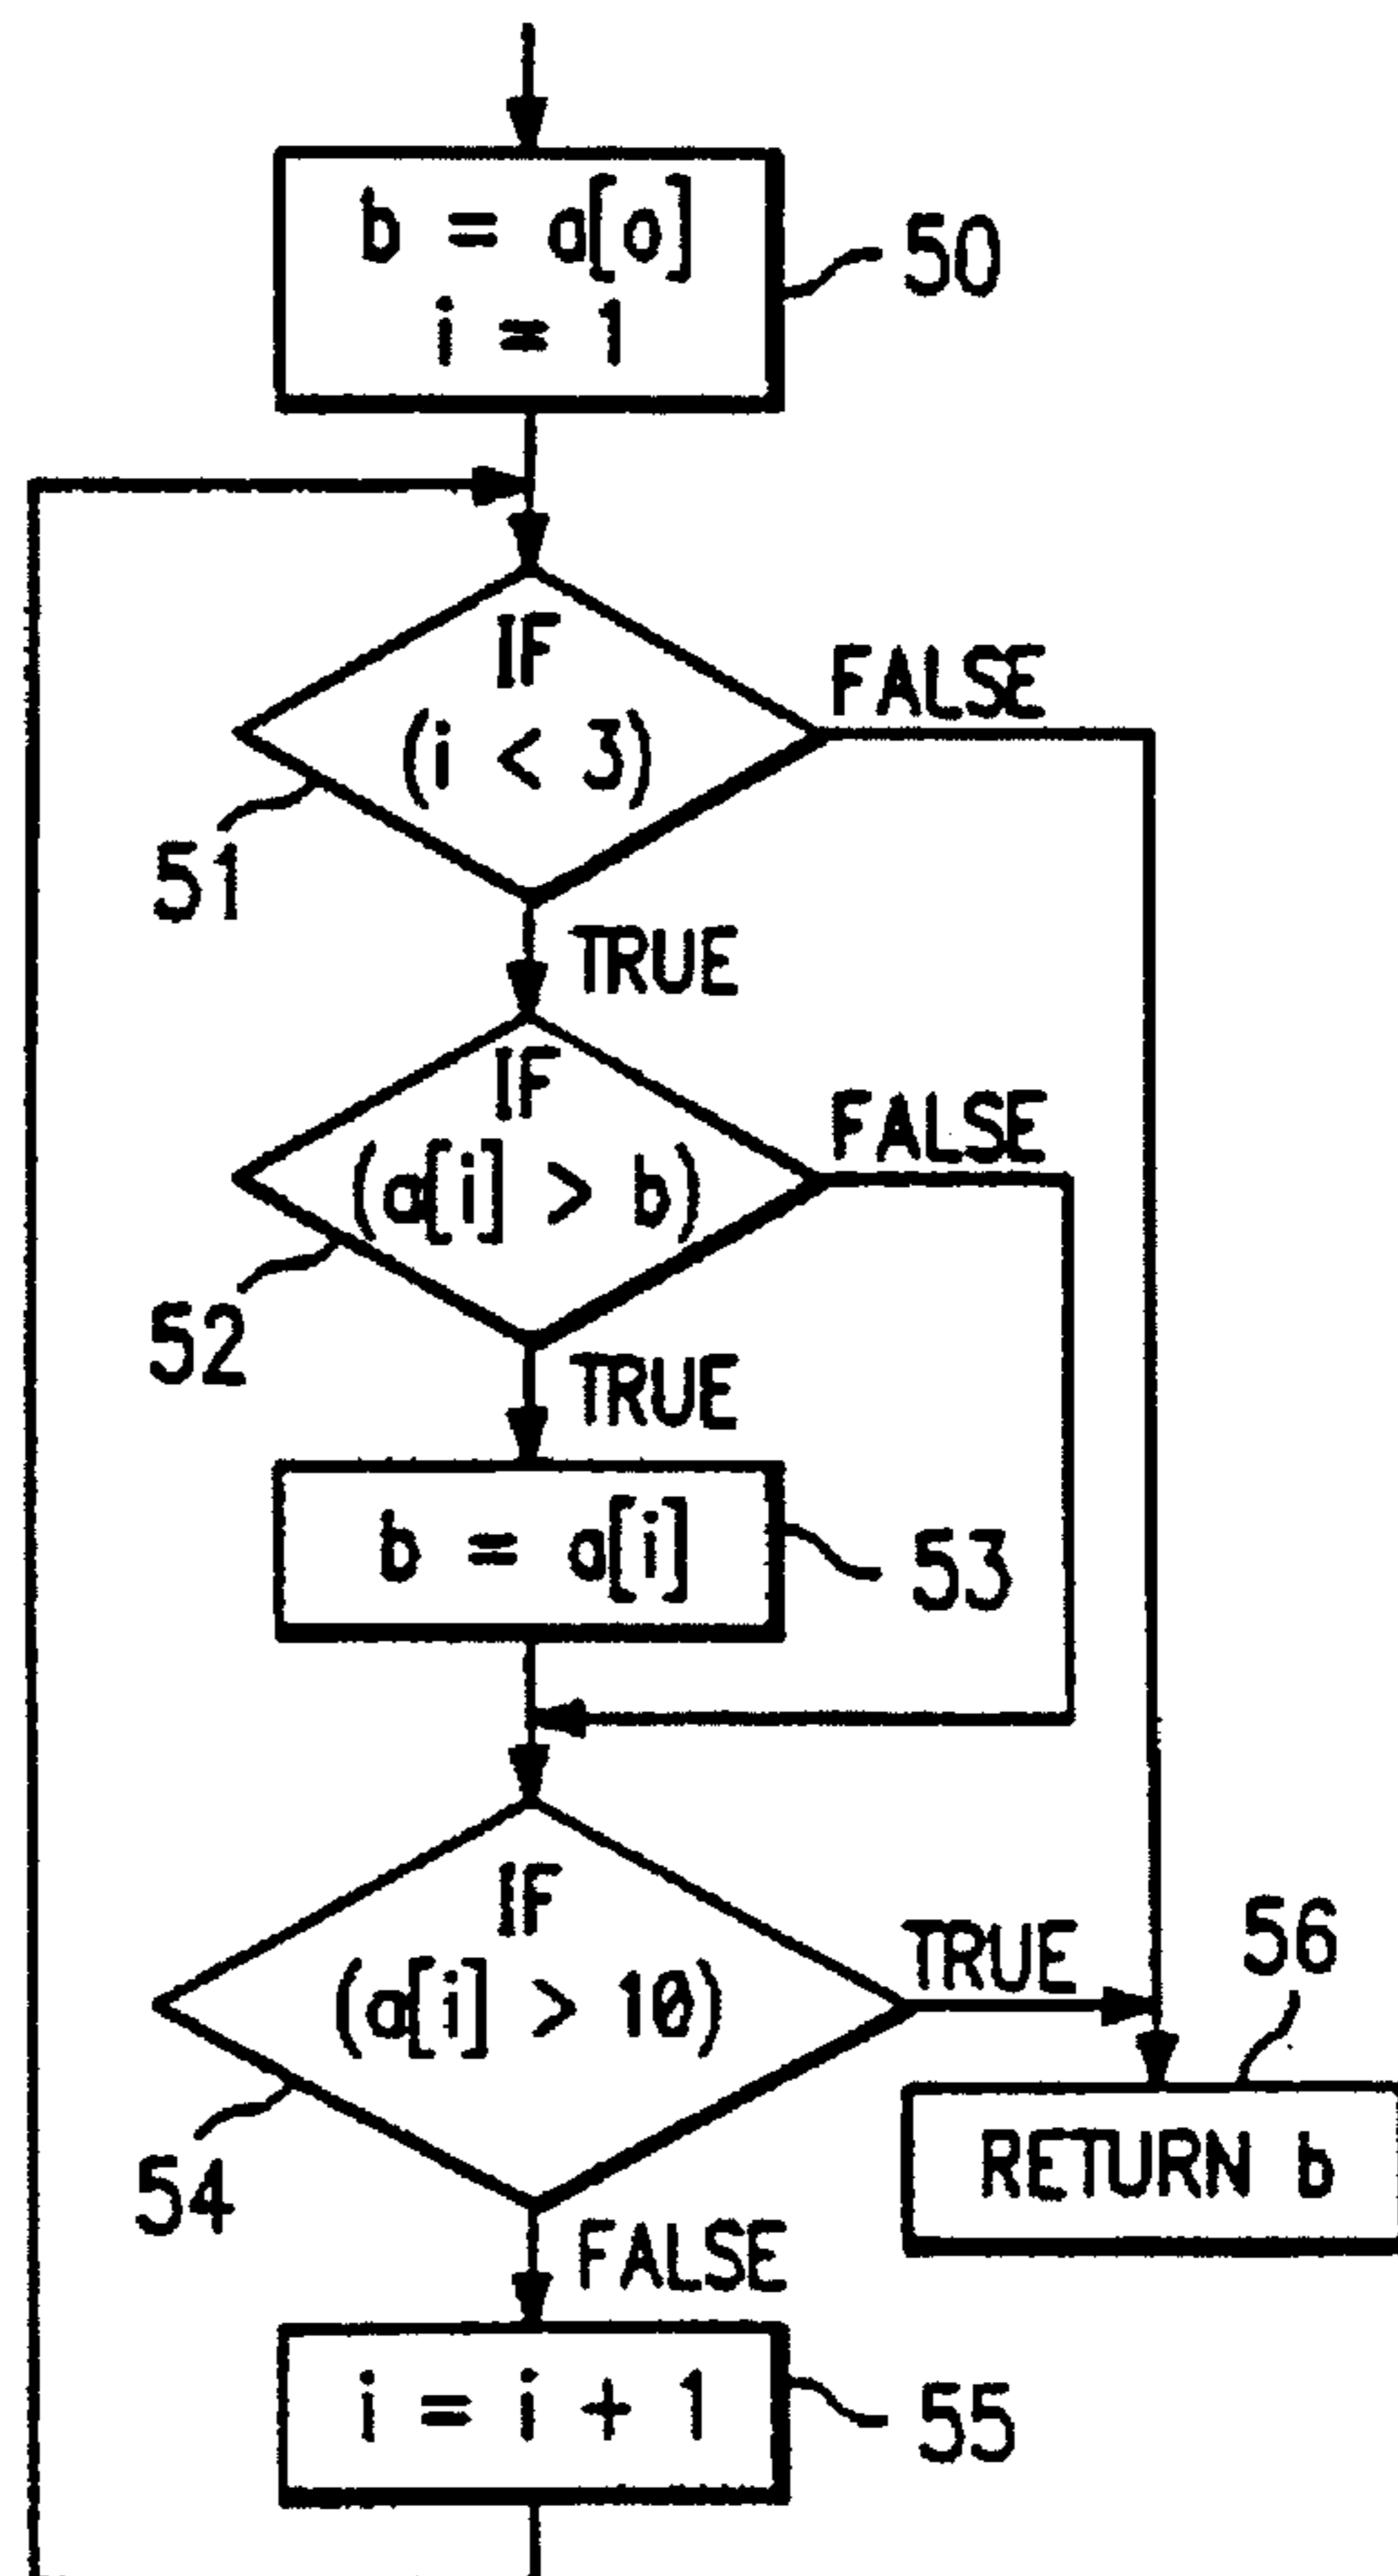 b = a[o]
i = 1
50
IF
(i < 3)
FALSE
51
TRUE
IF
(a[i] > b)
FALSE
52
TRUE
b = a[i]
53
IF
(a[i] > 10)
TRUE
56
54
RETURN b
FALSE
i = i + 1
55